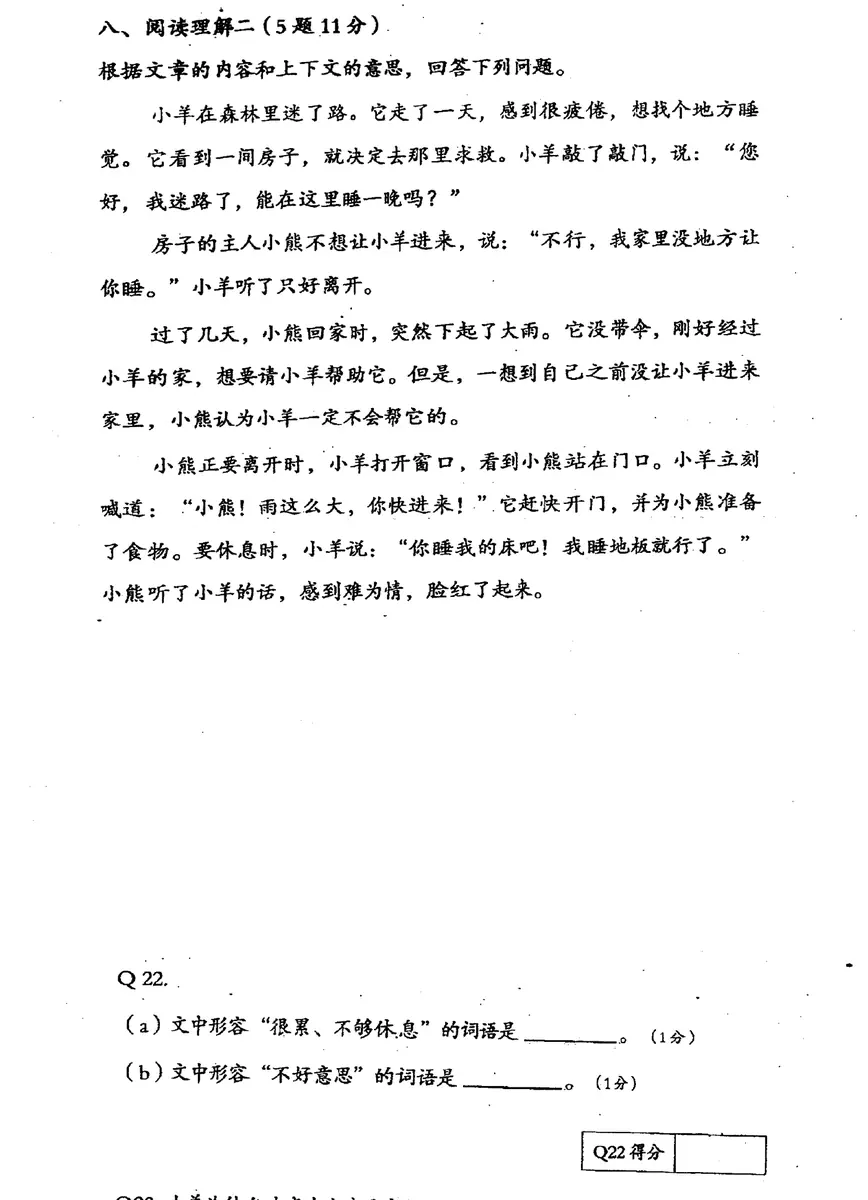 八、阅读理解二(5题11分)
根据文章的内容和上下文的意思，回答下列问题。
小羊在森林里迷了路。它走了一天，感到很疲倦，想找个地方睡
觉。它看到一间房子，就决定去那里求救。小羊敲了敲门，说：“您
好，我迷路了，能在这里睡一晚吗？”
房子的主人小熊不想让小羊进来，说：“不行，我家里没地方让
你睡。”小羊听了只好离开。
过了几天，小熊回家时，突然下起了大雨。它没带伞，刚好经过
小羊的家，想要请小羊帮助它。但是，一想到自己之前没让小羊进来
家里，小熊认为小羊一定不会帮它的。
小熊正要离开时，小羊打开窗口，看到小熊站在门口。小羊立刻
喊道：“小熊！雨这么大，你快进来！”它赶快开门，并为小熊准备
了食物。要休息时，小羊说：“你睡我的床吧！我睡地板就行了。”
小熊听了小羊的话，感到难为情，脸红了起来。
Q 22.
(a)文中形容“很累、不够休息”的词语是________。(1分)
(b)文中形容“不好意思”的词语是________。(1分)
Q22得分